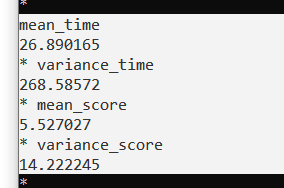 *
mean_time
26.890165
* variance_time
268.58572
* mean_score
5.527027
* variance_score
14.222245
*